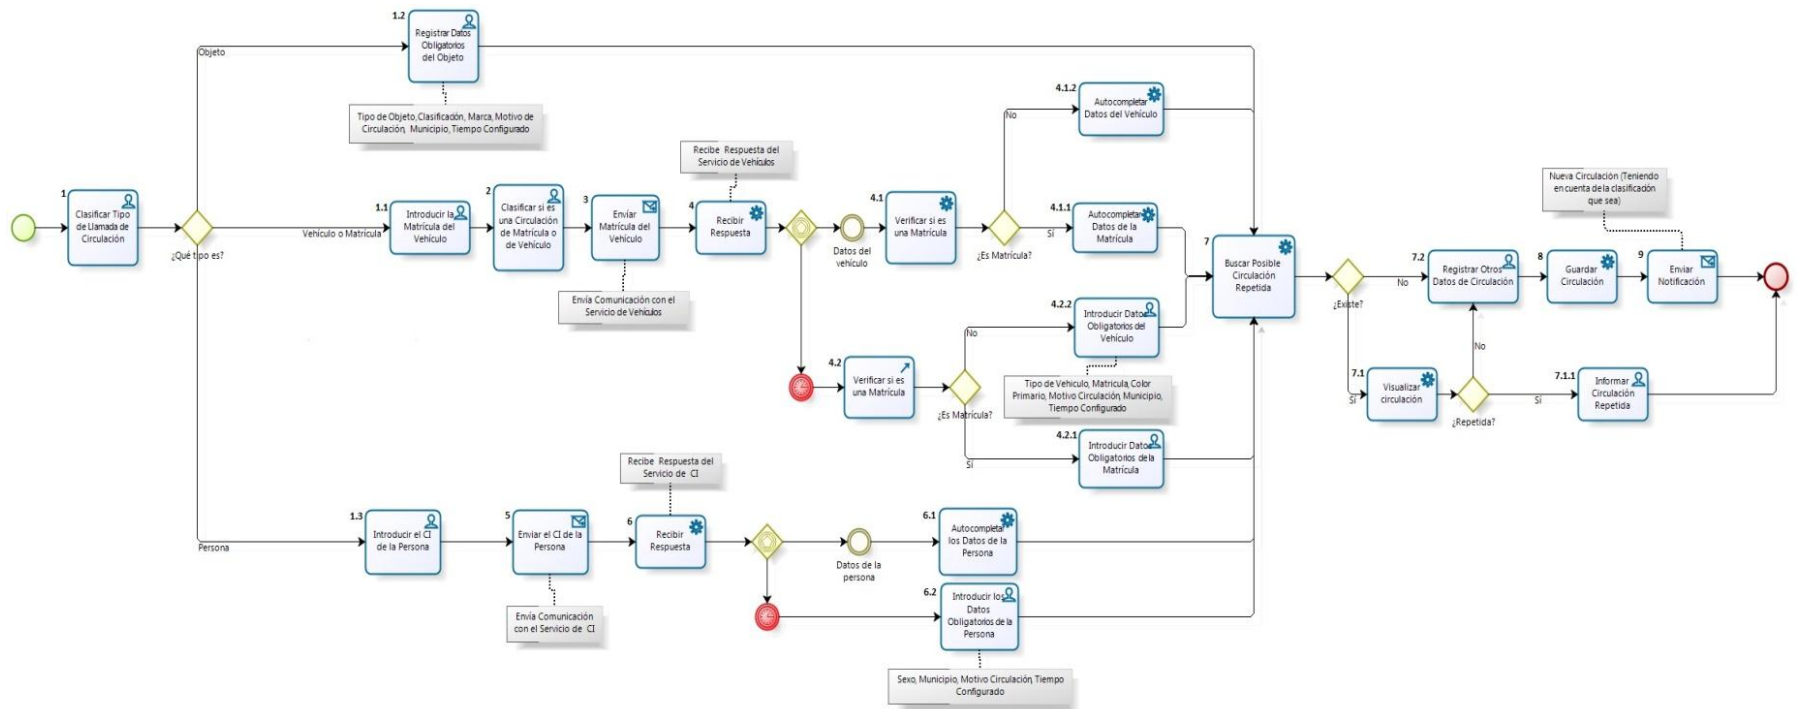 1
Clasificar Tipo
de Llamada de
Circulación
¿Qué tipo es?
Objeto
1.2
Registrar Datos
Obligatorios
del Objeto
Tipo de Objeto, Clasificación, Marca, Motivo de
Circulación, Municipio, Tiempo Configurado
Vehículo o Matrícula
1.1
Introducir la
Matrícula del
Vehículo
2
Clasificar si es
una Circulación
de Matrícula o
de Vehículo
3
Enviar
Matrícula del
Vehículo
Envía Comunicación con el
Servicio de Vehículos
Recibe Respuesta del
Servicio de Vehículos
4
Recibir
Respuesta
Datos del
vehículo
4.1
Verificar si es
una Matrícula
¿Es Matrícula?
No
4.1.2
Autocompletar
Datos del Vehículo
Sí
4.1.1
Autocompletar
Datos de la
Matrícula
4.2
Verificar si es
una Matrícula
¿Es Matrícula?
No
4.2.2
Introducir Datos
Obligatorios del
Vehículo
Tipo de Vehiculo, Matricula, Color
Primario, Motivo Circulación, Municipio,
Tiempo Configurado
Sí
4.2.1
Introducir Datos
Obligatorios de la
Matrícula
Persona
1.3
Introducir el CI
de la Persona
5
Enviar el CI de la
Persona
Envía Comunicación
con el Servicio de CI
Recibe Respuesta del
Servicio de CI
6
Recibir
Respuesta
Datos de la
persona
6.1
Autocompletar
los Datos de la
Persona
6.2
Introducir los
Datos
Obligatorios de la
Persona
Sexo, Municipio, Motivo Circulación, Tiempo
Configurado
7
Buscar Posible
Circulación
Repetida
¿Existe?
No
7.2
Registrar Otros
Datos de Circulación
8
Guardar
Circulación
9
Enviar
Notificación
Nueva Circulación (Teniendo
en cuenta de la clasificación
que sea)
Sí
7.1
Visualizar
circulación
¿Repetida?
No
Sí
7.1.1
Informar
Circulación
Repetida